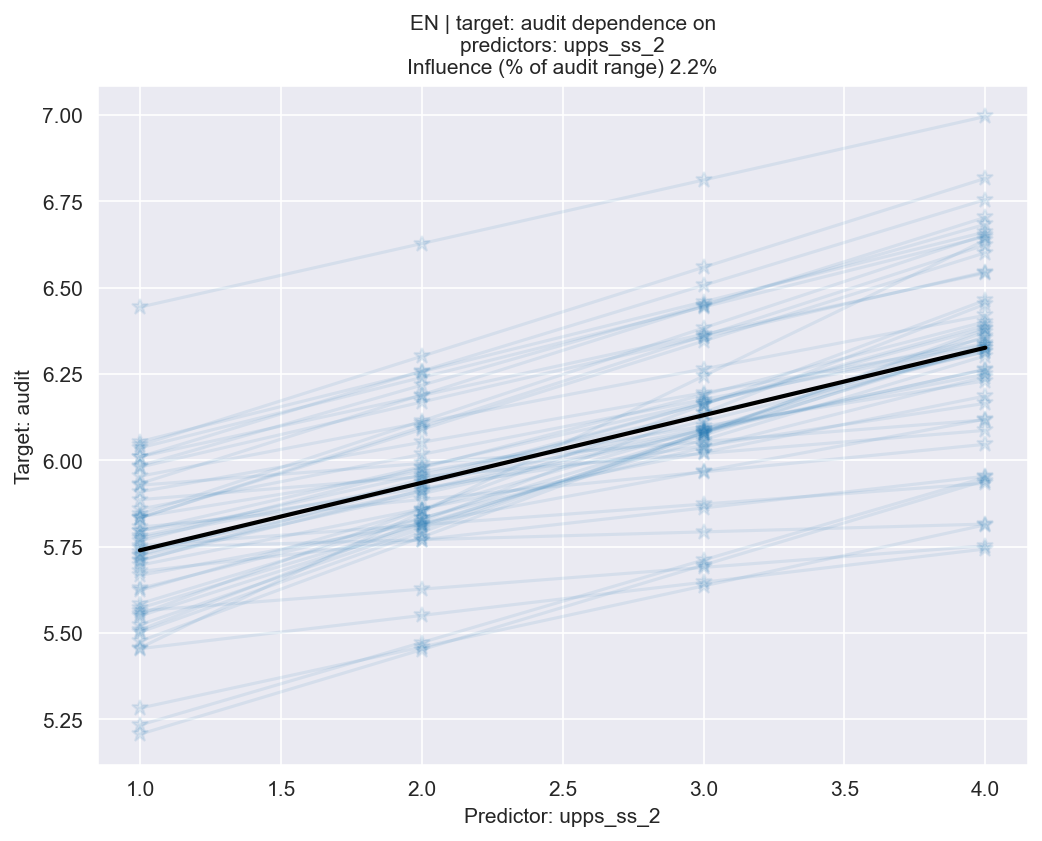 EN | target: audit dependence on
predictors: upps_ss_2
Influence (% of audit range) 2.2%
7.00
6.75
6.50
6.25
6.00
5.75
5.50
5.25
Target: audit
1.0 1.5 2.0 2.5 3.0 3.5 4.0
Predictor: upps_ss_2